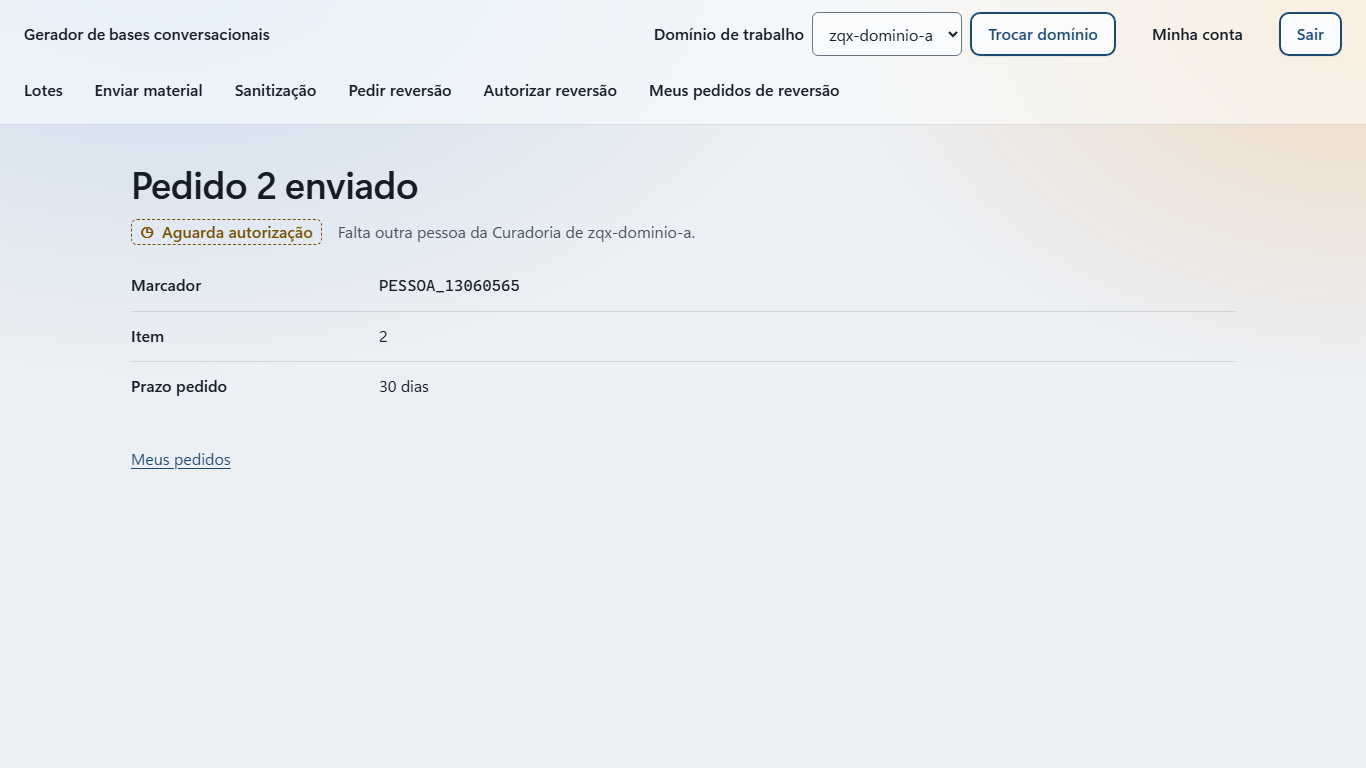 Gerador de bases conversacionais
Domínio de trabalho
zqx-dominio-a
Trocar domínio
Minha conta
Sair
Lotes
Enviar material
Sanitização
Pedir reversão
Autorizar reversão
Meus pedidos de reversão
Pedido 2 enviado
Aguarda autorização
Falta outra pessoa da Curadoria de zqx-dominio-a.
Marcador
PESSOA_13060565
Item
2
Prazo pedido
30 dias
Meus pedidos